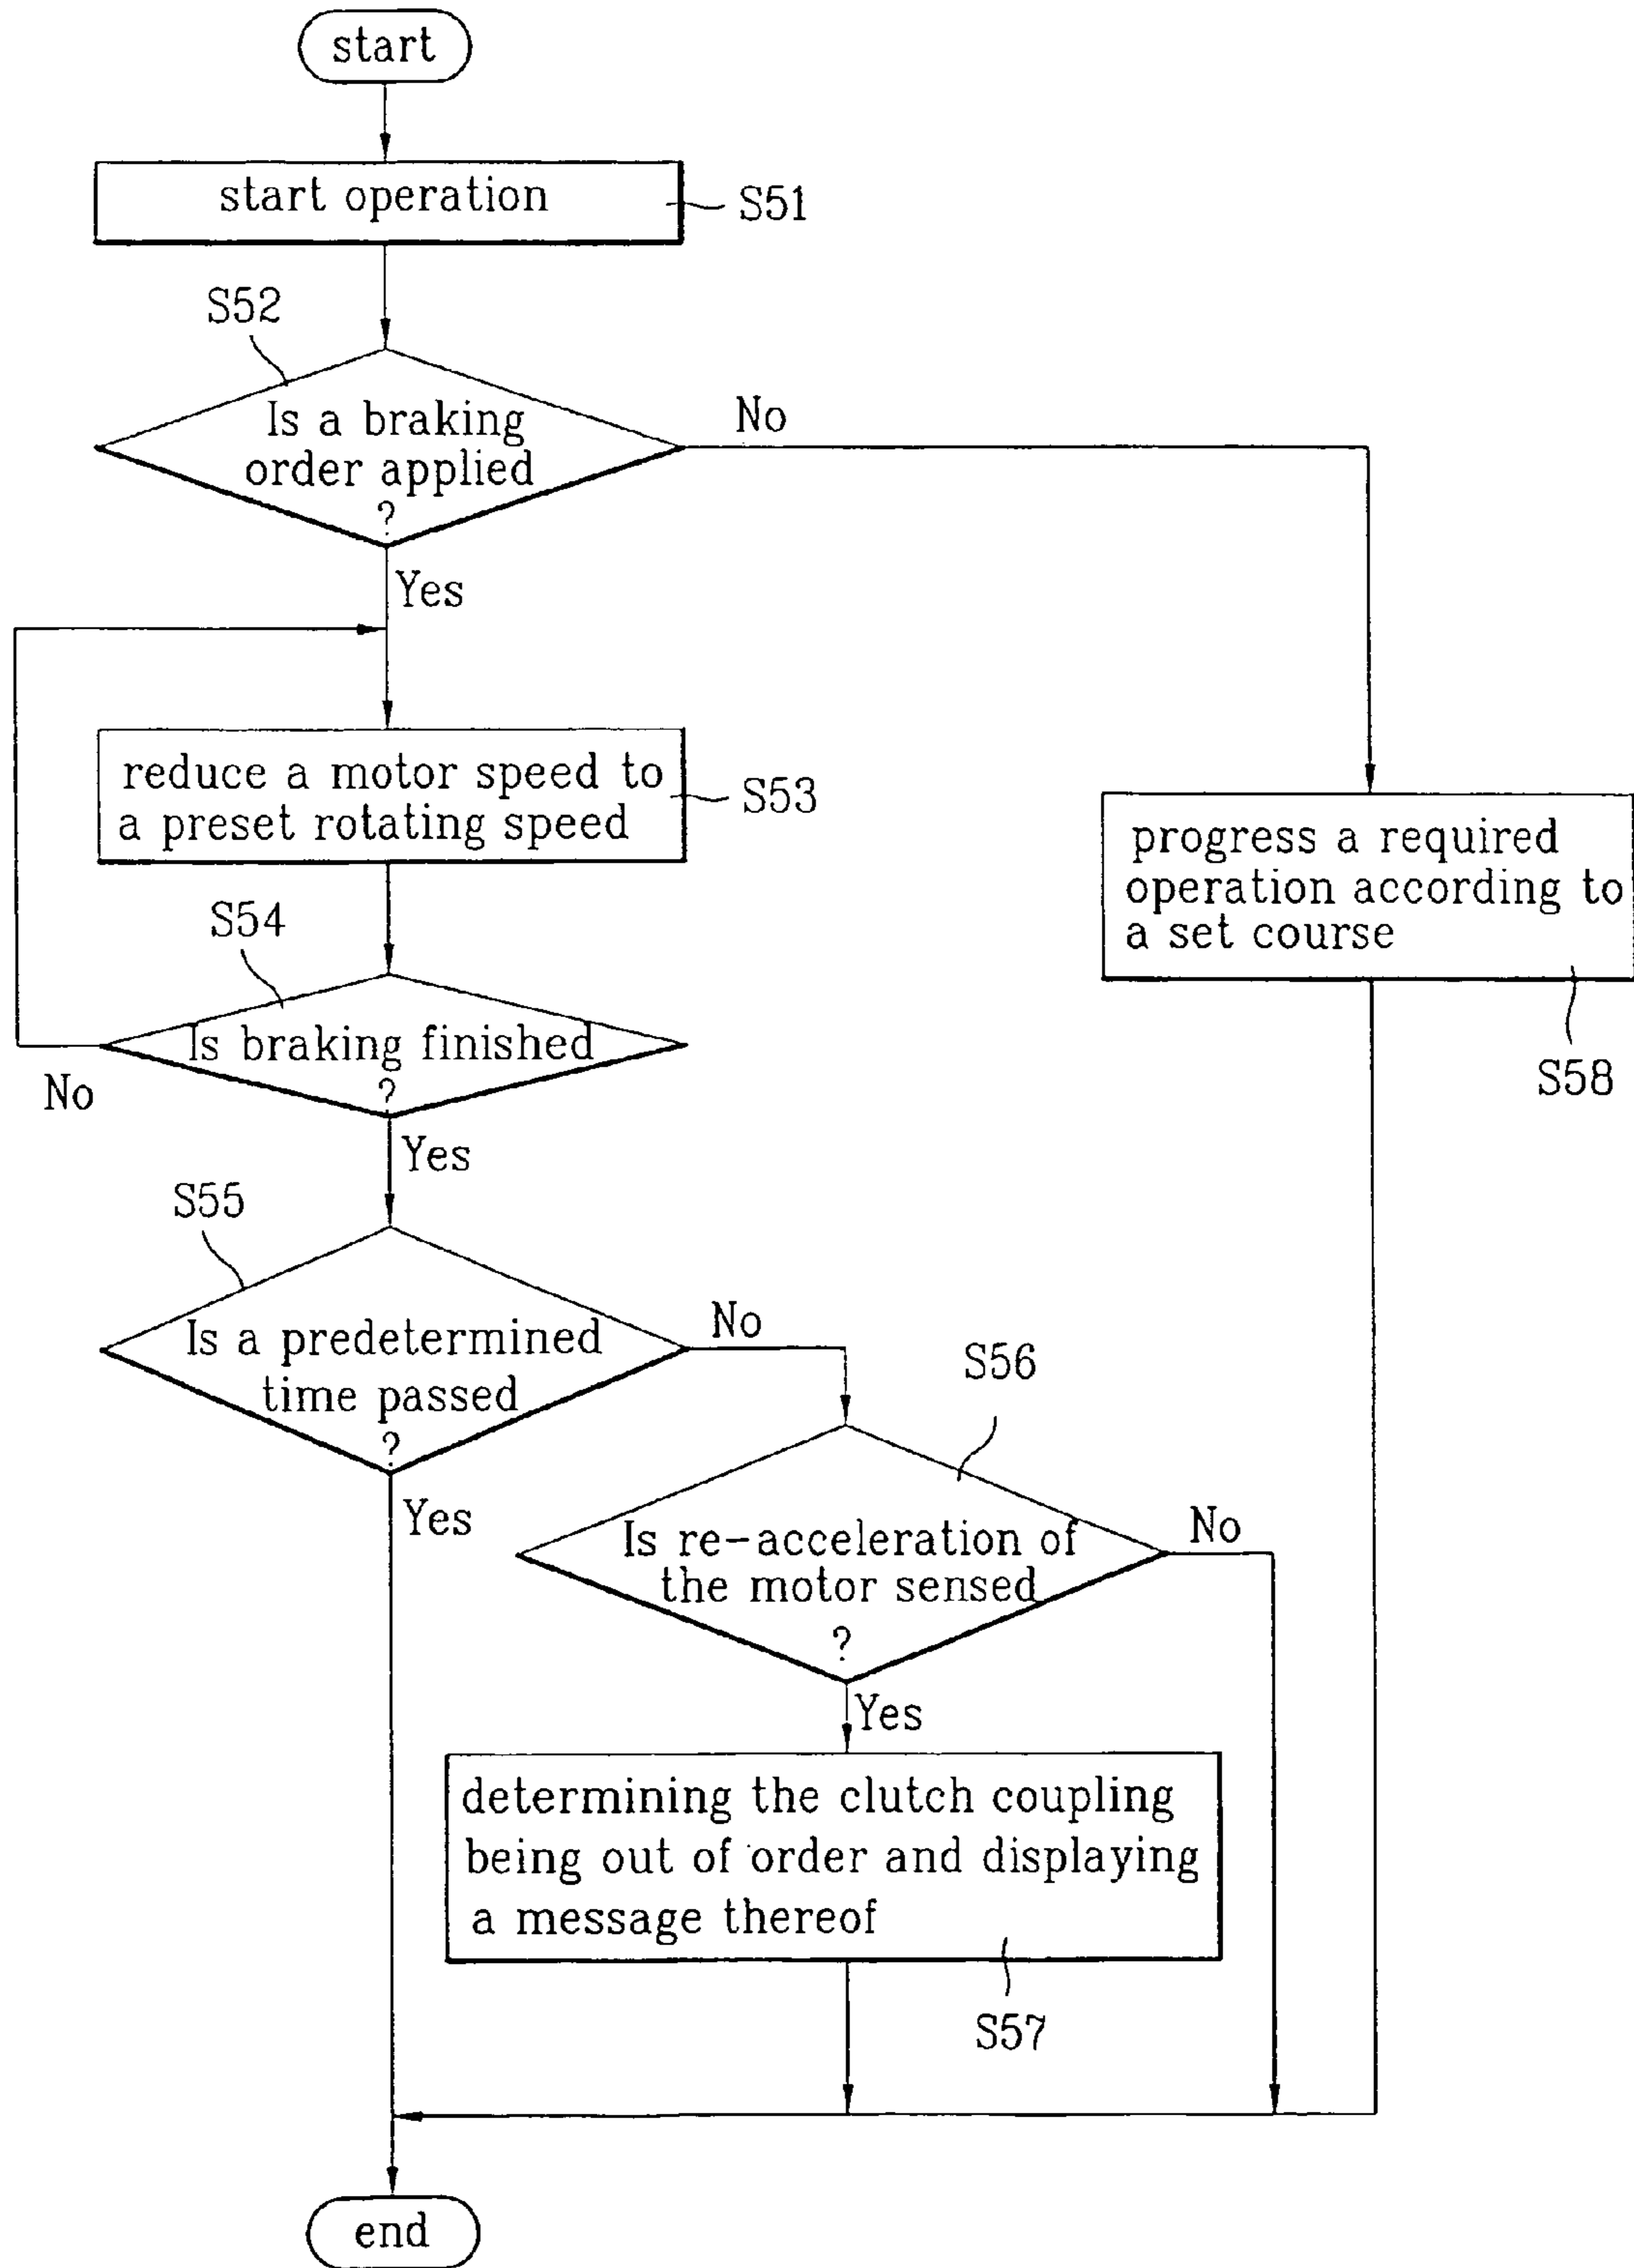 start
start operation
S51
S52
Is a braking
order applied
?
No
Yes
reduce a motor speed to
a preset rotating speed
S53
progress a required
operation according to
a set course
S58
S54
Is braking finished
?
No
Yes
S55
Is a predetermined
time passed
?
No
Yes
S56
Is re-acceleration of
the motor sensed
?
No
Yes
determining the clutch coupling
being out of order and displaying
a message thereof
S57
end